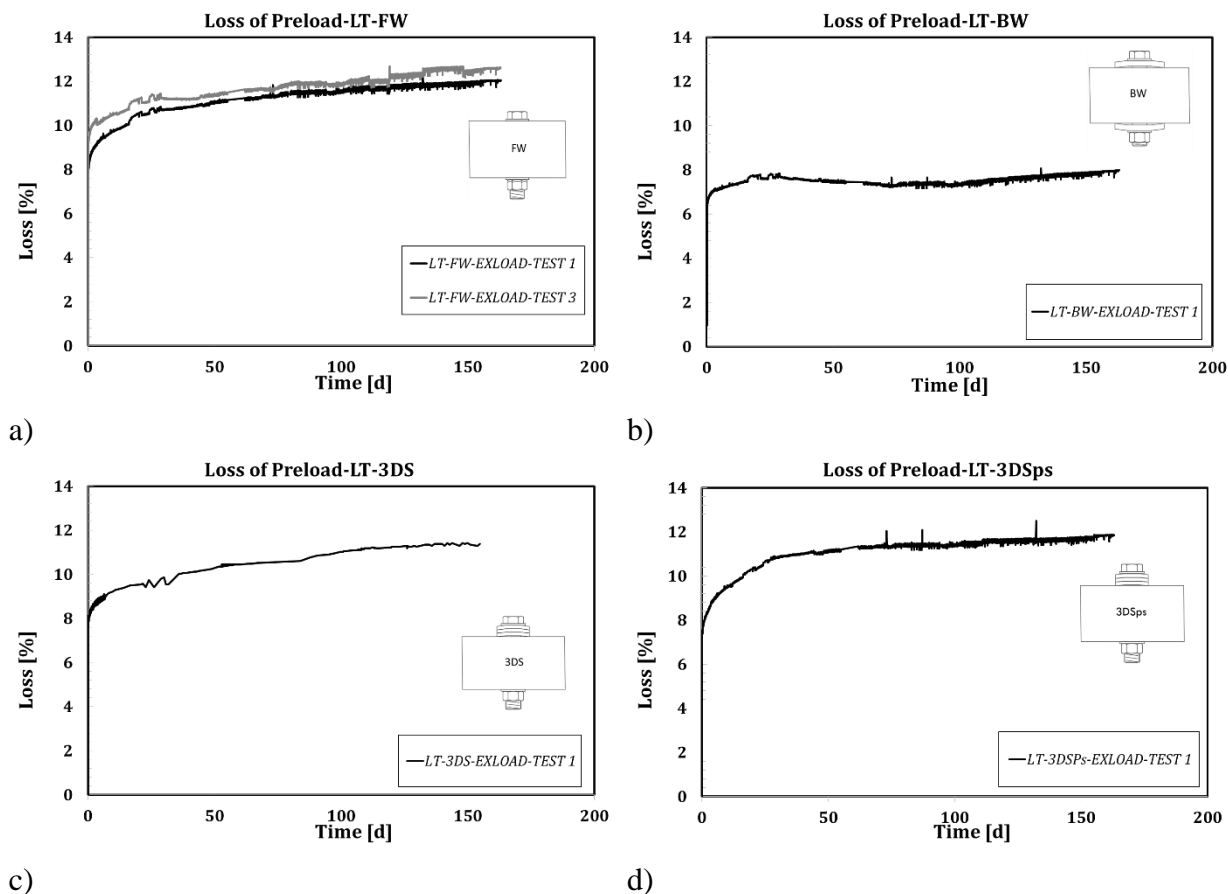 Loss of Preload-LT-FW
14
12
10
8
6
4
2
0
Loss [%]
FW
LT-FW-EXLOAD-TEST 1
LT-FW-EXLOAD-TEST 3
0 50 100 150 200
Time [d]
a)
Loss of Preload-LT-BW
14
12
10
8
6
4
2
0
Loss [%]
BW
LT-BW-EXLOAD-TEST 1
0 50 100 150 200
Time [d]
b)
Loss of Preload-LT-3DS
14
12
10
8
6
4
2
0
Loss [%]
3DS
LT-3DS-EXLOAD-TEST 1
0 50 100 150 200
Time [d]
c)
Loss of Preload-LT-3DSps
14
12
10
8
6
4
2
0
Loss [%]
3DSps
LT-3DSPs-EXLOAD-TEST 1
0 50 100 150 200
Time [d]
d)